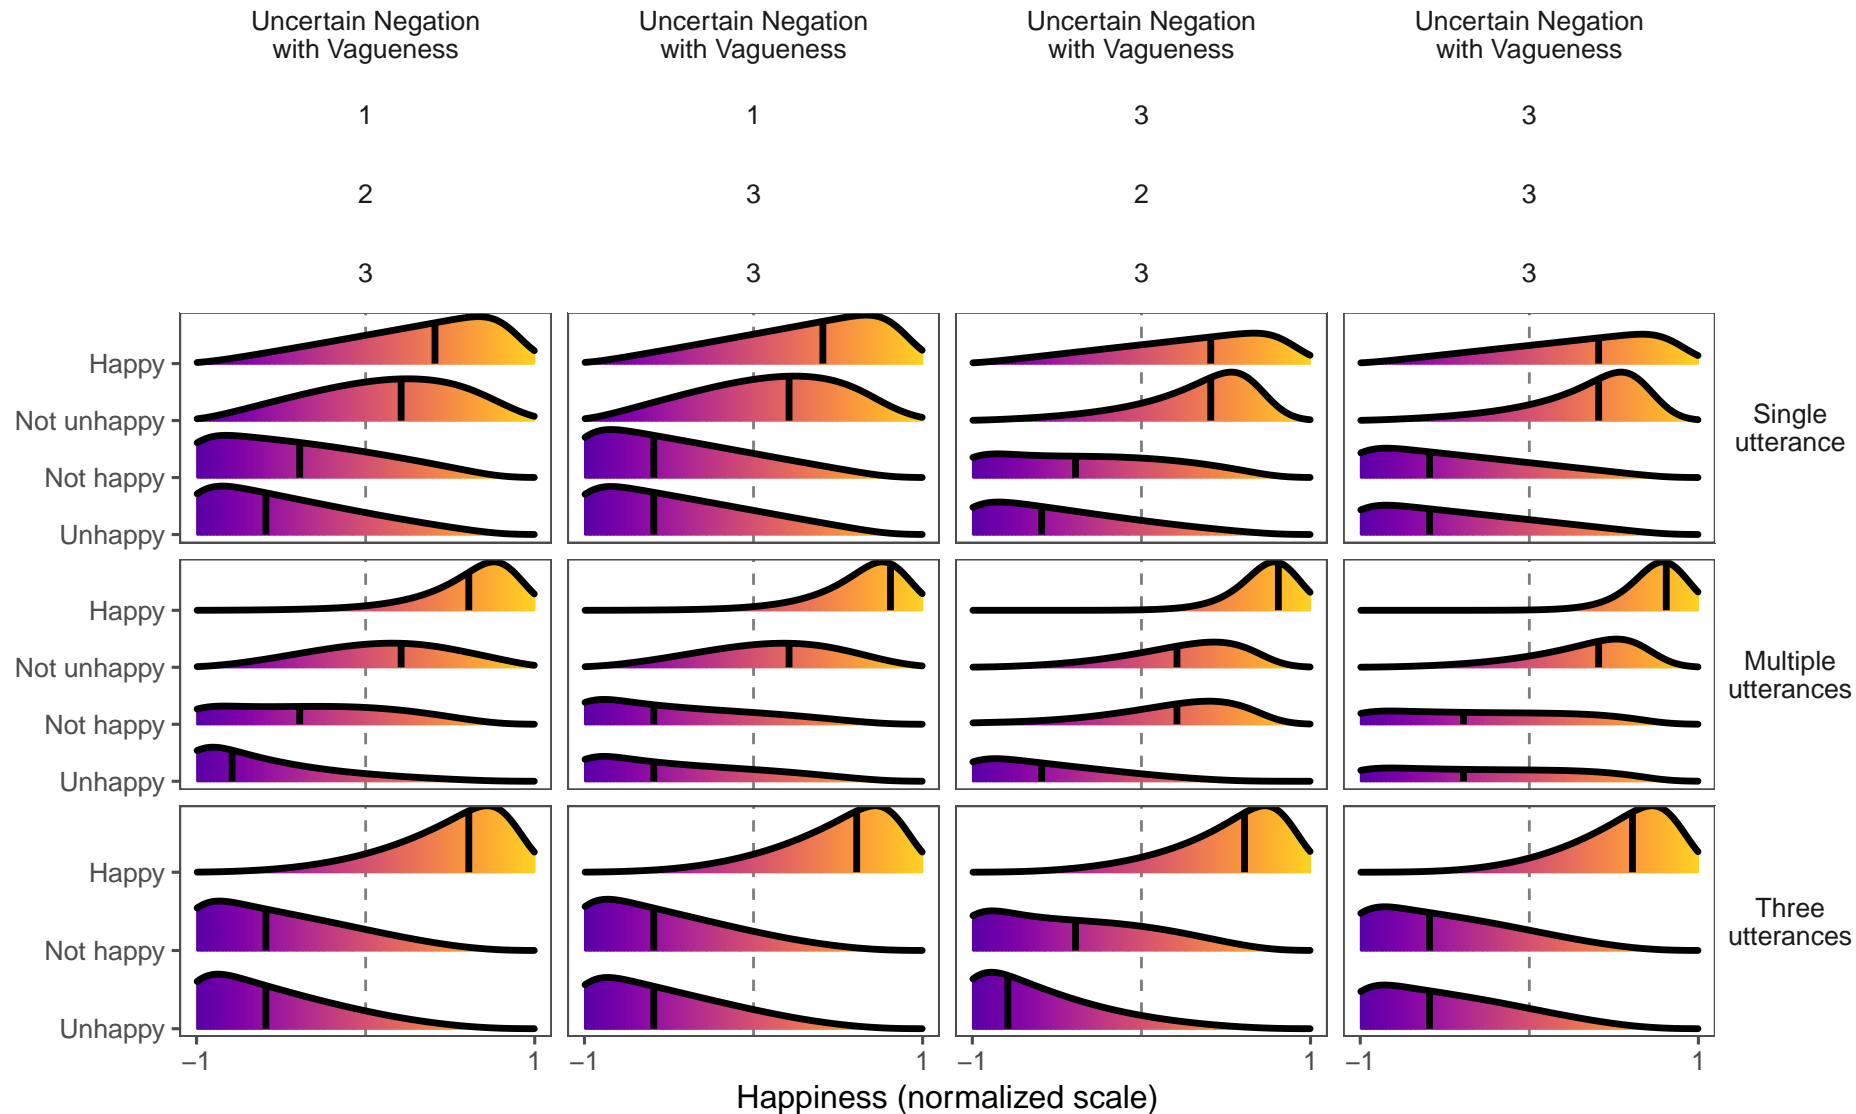 Uncertain Negation
with Vagueness
Uncertain Negation
with Vagueness
Uncertain Negation
with Vagueness
Uncertain Negation
with Vagueness
1
1
3
3
2
3
2
3
3
3
3
3
Happy
Not unhappy
Not happy
Unhappy
Single
utterance
Happy
Not unhappy
Not happy
Unhappy
Multiple
utterances
Happy
Not happy
Unhappy
Three
utterances
−1
1
−1
1
−1
1
−1
1
Happiness (normalized scale)